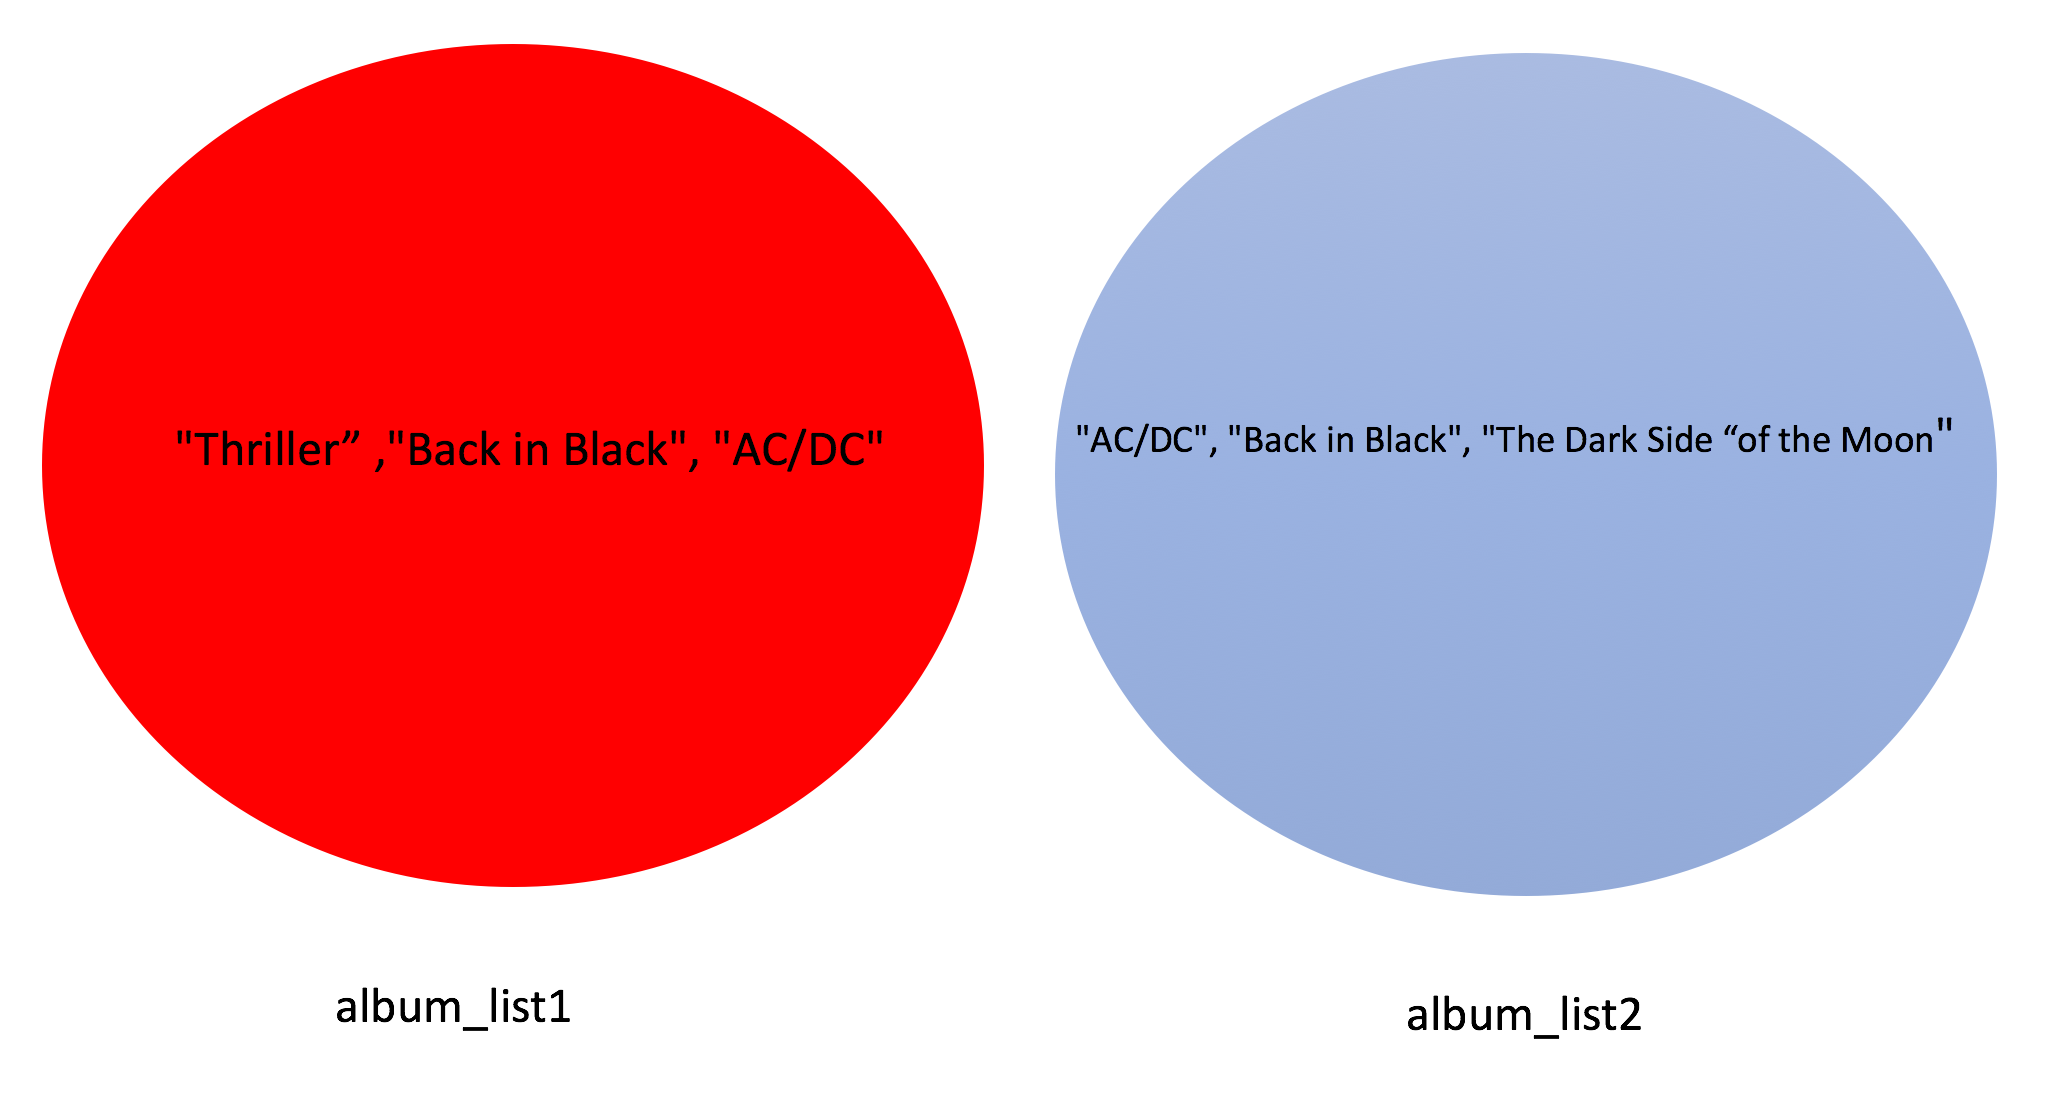 "Thriller” ,"Back in Black", "AC/DC"
"AC/DC", "Back in Black", "The Dark Side “of the Moon"
album_list1
album_list2